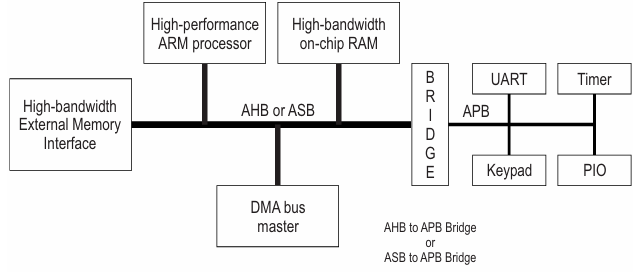 High-performance
ARM processor
High-bandwidth
on-chip RAM
High-bandwidth
External Memory
Interface
AHB or ASB
B
R
I
D
G
E
APB
UART
Timer
Keypad
PIO
DMA bus
master
AHB to APB Bridge
or
ASB to APB Bridge